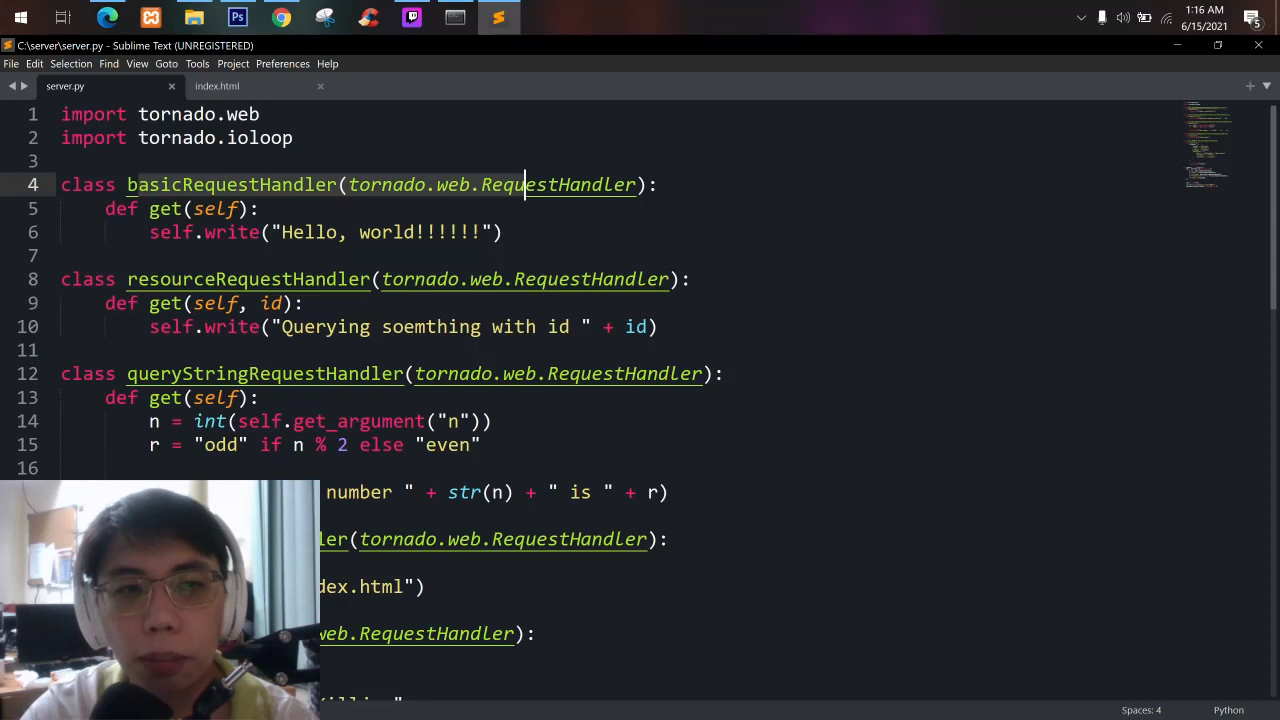 1:16 AM
6/15/2021
5
C:\server\server.py - Sublime Text (UNREGISTERED)
File Edit Selection Find View Goto Tools Project Preferences Help
server.py index.html
1 import tornado.web
2 import tornado.ioloop
3
4 class basicRequestHandler(tornado.web.RequestHandler):
5 def get(self):
6 self.write("Hello, world!!!!!!")
7
8 class resourceRequestHandler(tornado.web.RequestHandler):
9 def get(self, id):
10 self.write("Querying soemthing with id " + id)
11
12 class queryStringRequestHandler(tornado.web.RequestHandler):
13 def get(self):
14 n = int(self.get_argument("n"))
15 r = "odd" if n % 2 else "even"
16
number " + str(n) + " is " + r)
ler(tornado.web.RequestHandler):
dex.html")
web.RequestHandler):
Spaces: 4 Python